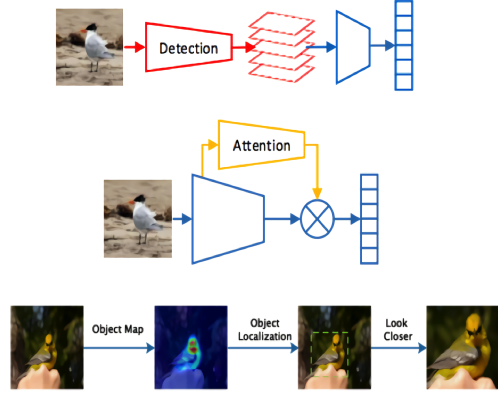 Detection
Attention
Object Map
Object
Localization
Look
Closer